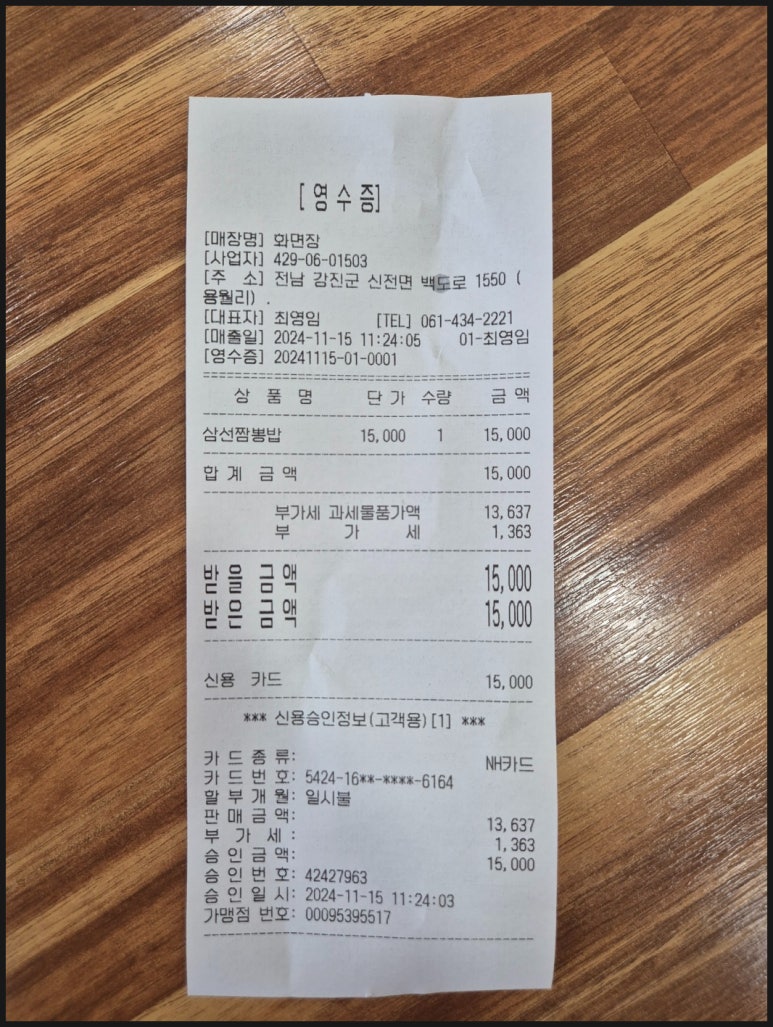 [영수증]
[매장명] 화면장
[사업자] 429-06-01503
[주 소] 전남 강진군 신전면 백도로 1550 (
용월리) .
[대표자] 최영임 [TEL] 061-434-2221
[매출일] 2024-11-15 11:24:05 01-최영임
[영수증] 20241115-01-0001
상 품 명 단 가 수량 금 액
삼선짬뽕밥 15,000 1 15,000
합 계 금 액 15,000
부가세 과세물품가액 13,637
부 가 세 1,363
받 을 금 액 15,000
받 은 금 액 15,000
신용 카드 15,000
*** 신용승인정보(고객용)[1] ***
카 드 종 류: NH카드
카 드 번 호: 5424-16**-****-6164
할 부 개 월: 일시불
판 매 금 액: 13,637
부 가 세 : 1,363
승 인 금 액: 15,000
승 인 번 호: 42427963
승 인 일 시: 2024-11-15 11:24:03
가맹점 번호: 00095395517